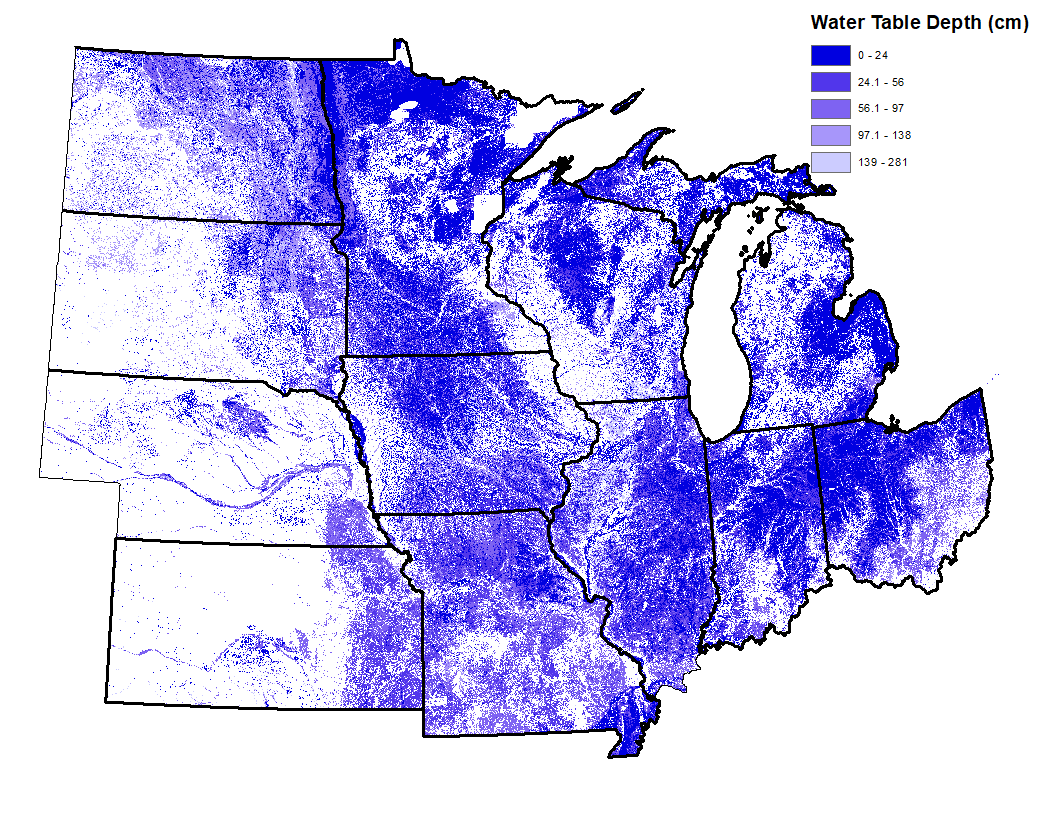 Water Table Depth (cm)
0 - 24
24.1 - 56
56.1 - 97
97.1 - 138
139 - 281